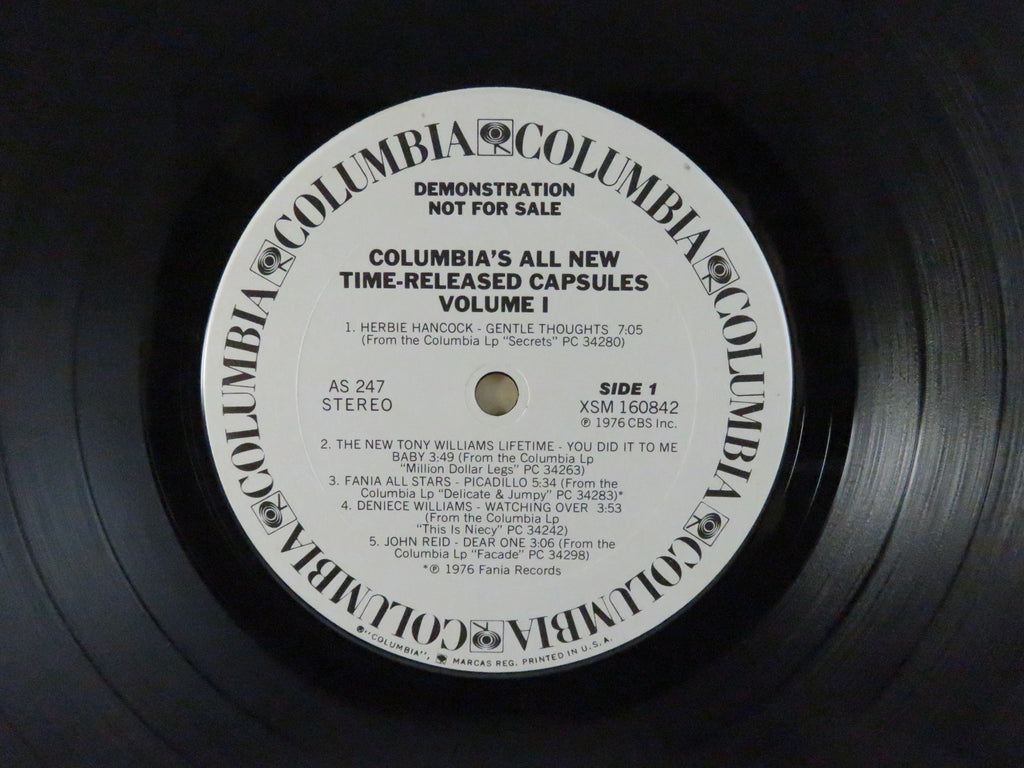 COLUMBIA COLUMBIA COLUMBIA COLUMBIA COLUMBIA COLUMBIA COLUMBIA
DEMONSTRATION
NOT FOR SALE
COLUMBIA'S ALL NEW
TIME-RELEASED CAPSULES
VOLUME I
1. HERBIE HANCOCK - GENTLE THOUGHTS 7:05
(From the Columbia Lp "Secrets" PC 34280)
AS 247
STEREO
SIDE 1
XSM 160842
℗ 1976 CBS Inc.
2. THE NEW TONY WILLIAMS LIFETIME - YOU DID IT TO ME
BABY 3:49 (From the Columbia Lp
"Million Dollar Legs" PC 34263)
3. FANIA ALL STARS - PICADILLO 5:34 (From the
Columbia Lp "Delicate & Jumpy" PC 34283)*
4. DENIECE WILLIAMS - WATCHING OVER 3:53
(From the Columbia Lp
"This Is Niecy" PC 34242)
5. JOHN REID - DEAR ONE 3:06 (From the
Columbia Lp "Facade" PC 34298)
*℗ 1976 Fania Records
"COLUMBIA", MARCAS REG. PRINTED IN U.S.A.